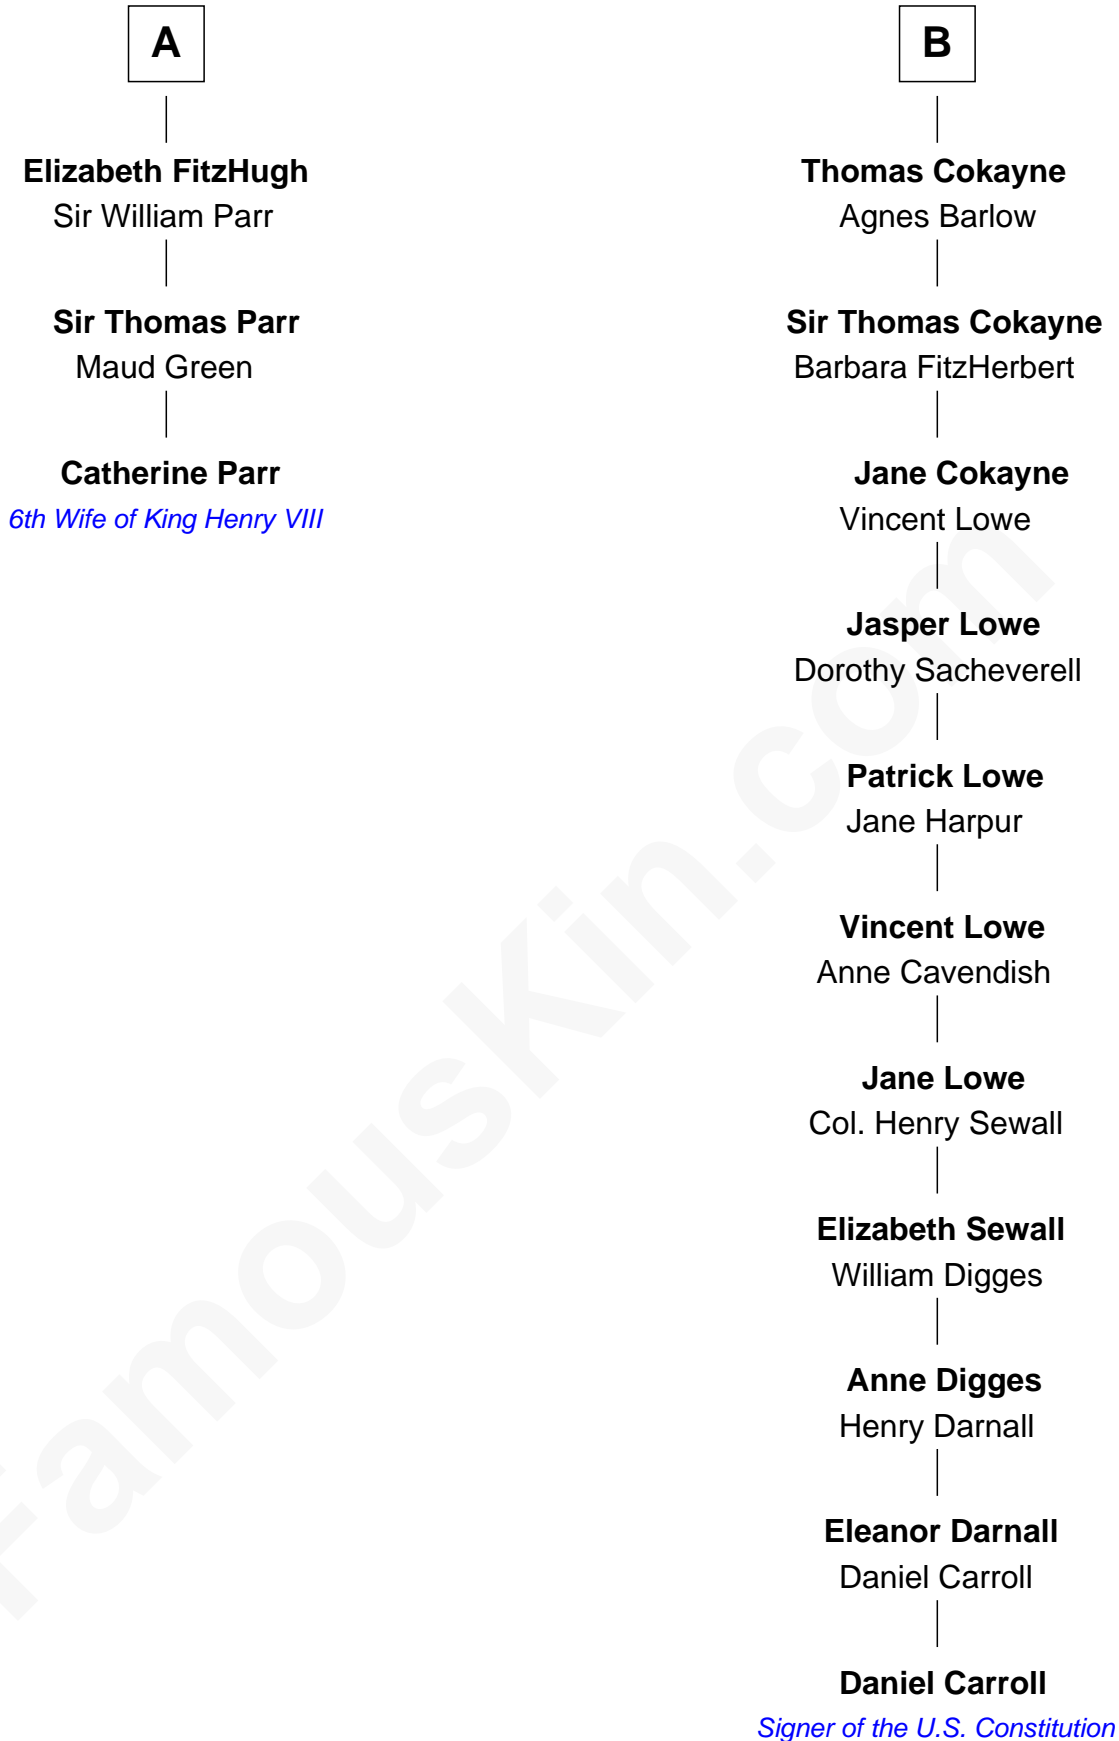 A
Elizabeth FitzHugh
Sir William Parr
Sir Thomas Parr
Maud Green
Catherine Parr
6th Wife of King Henry VIII
B
Thomas Cokayne
Agnes Barlow
Sir Thomas Cokayne
Barbara FitzHerbert
Jane Cokayne
Vincent Lowe
Jasper Lowe
Dorothy Sacheverell
Patrick Lowe
Jane Harpur
Vincent Lowe
Anne Cavendish
Jane Lowe
Col. Henry Sewall
Elizabeth Sewall
William Digges
Anne Digges
Henry Darnall
Eleanor Darnall
Daniel Carroll
Daniel Carroll
Signer of the U.S. Constitution
FamousKin.com